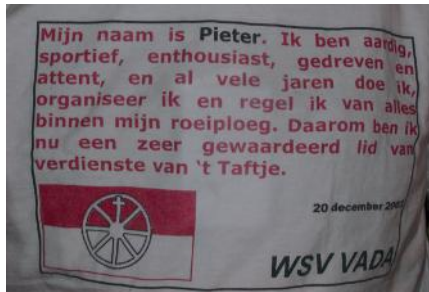 Mijn naam is Pieter. Ik ben aardig,
sportief, enthousiast, gedreven en
attent, en al vele jaren doe ik,
organiseer ik en regel ik van alles
binnen mijn roeiploeg. Daarom ben ik
nu een zeer gewaardeerd lid van
verdienste van 't Taftje.
20 december
WSV VADA